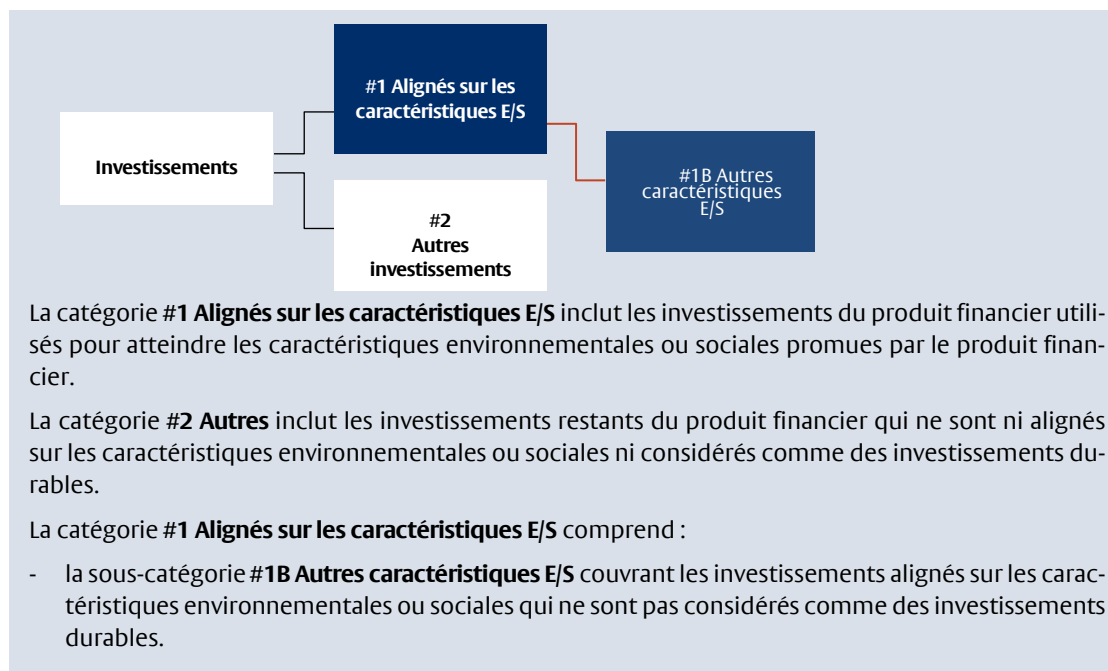 #1 Alignés sur les
caractéristiques E/S
Investissements
#1B Autres
caractéristiques
E/S
#2
Autres
investissements
La catégorie #1 Alignés sur les caractéristiques E/S inclut les investissements du produit financier utili-
sés pour atteindre les caractéristiques environnementales ou sociales promues par le produit finan-
cier.
La catégorie #2 Autres inclut les investissements restants du produit financier qui ne sont ni alignés
sur les caractéristiques environnementales ou sociales ni considérés comme des investissements du-
rables.
La catégorie #1 Alignés sur les caractéristiques E/S comprend :
- la sous-catégorie #1B Autres caractéristiques E/S couvrant les investissements alignés sur les carac-
téristiques environnementales ou sociales qui ne sont pas considérés comme des investissements
durables.